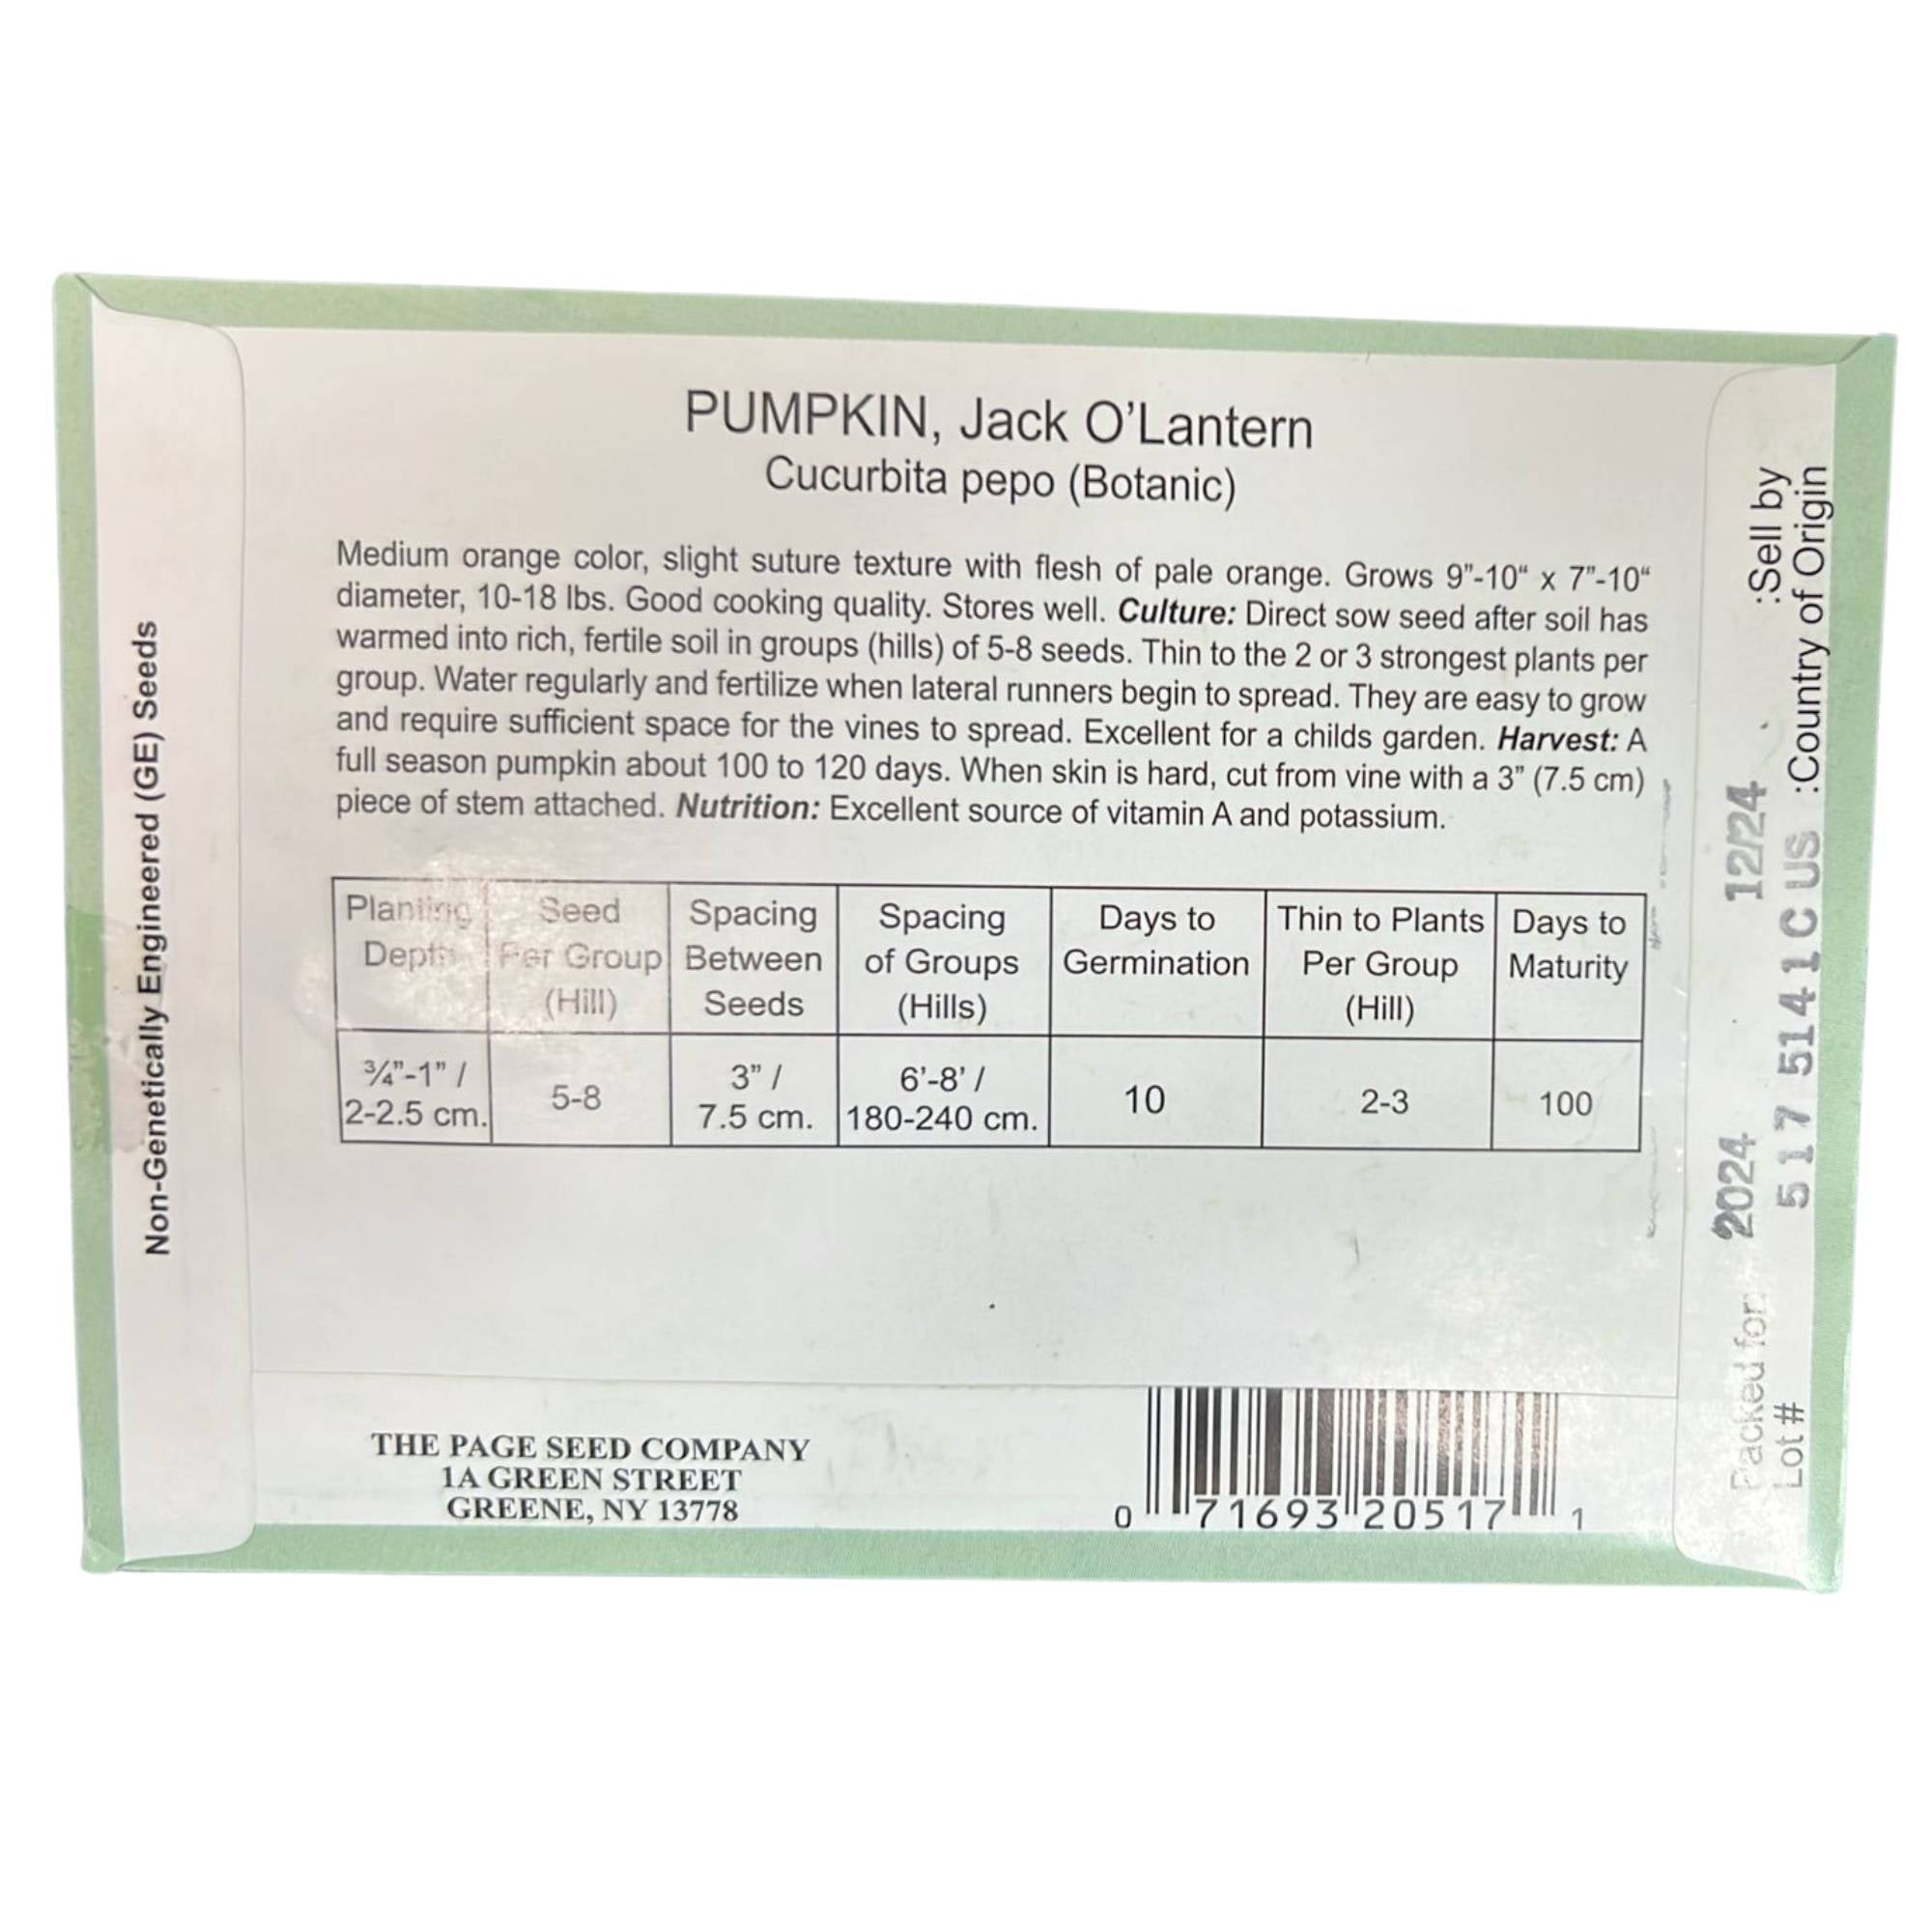 PUMPKIN, Jack O'Lantern
Cucurbita pepo (Botanic)
Medium orange color, slight suture texture with flesh of pale orange. Grows 9”-10“ x 7”-10“
diameter, 10-18 lbs. Good cooking quality. Stores well. Culture: Direct sow seed after soil has
warmed into rich, fertile soil in groups (hills) of 5-8 seeds. Thin to the 2 or 3 strongest plants per
group. Water regularly and fertilize when lateral runners begin to spread. They are easy to grow
and require sufficient space for the vines to spread. Excellent for a childs garden. Harvest: A
full season pumpkin about 100 to 120 days. When skin is hard, cut from vine with a 3” (7.5 cm)
piece of stem attached. Nutrition: Excellent source of vitamin A and potassium.
Planting Depth
Seed Per Group (Hill)
Spacing Between Seeds
Spacing of Groups (Hills)
Days to Germination
Thin to Plants Per Group (Hill)
Days to Maturity
¾”-1” / 2-2.5 cm.
5-8
3” / 7.5 cm.
6’-8’ / 180-240 cm.
10
2-3
100
THE PAGE SEED COMPANY
1A GREEN STREET
GREENE, NY 13778
0 71693 20517 1
Non-Genetically Engineered (GE) Seeds
Packed for: 2024 12/24 :Sell by
Lot # 517 5141C US :Country of Origin